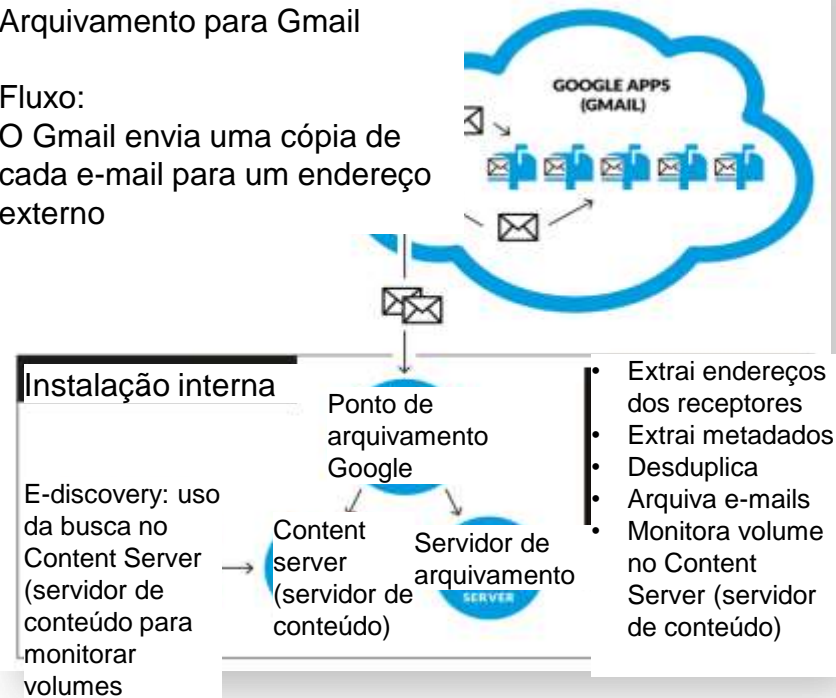 Arquivamento para Gmail
Fluxo:
O Gmail envia uma cópia de
cada e-mail para um endereço
externo
GOOGLE APPS
(GMAIL)
Instalação interna
Ponto de
arquivamento
Google
E-discovery: uso
da busca no
Content Server
(servidor de
conteúdo para
monitorar
volumes
Content
server
(servidor de
conteúdo)
Servidor de
arquivamento
SERVER
• Extrai endereços
dos receptores
• Extrai metadados
• Desduplica
• Arquiva e-mails
• Monitora volume
no Content
Server (servidor
de conteúdo)